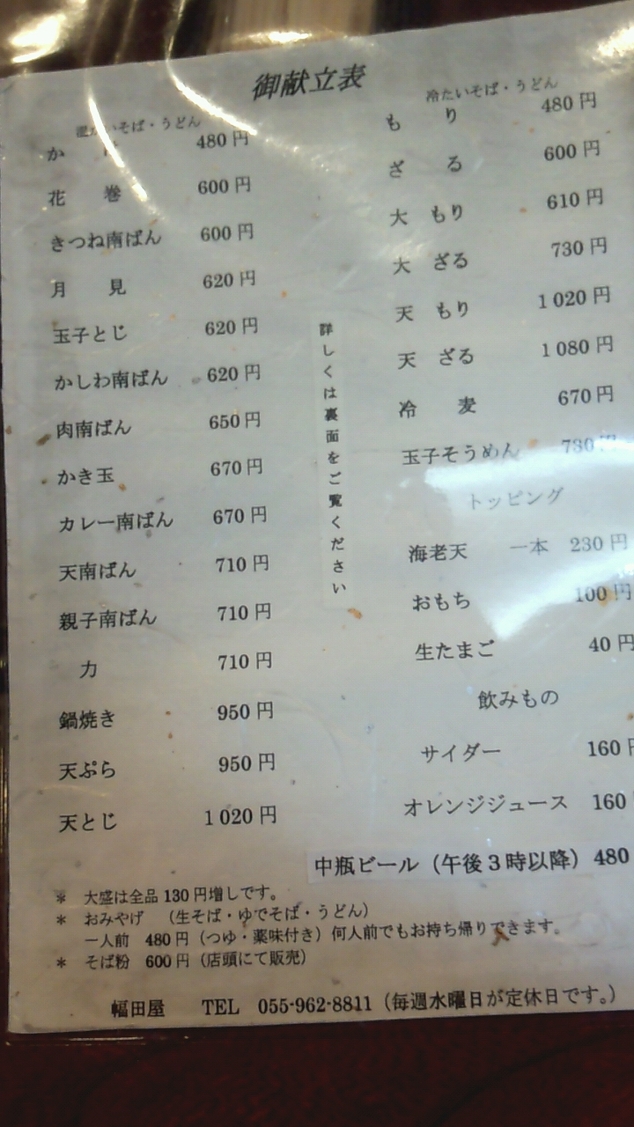 御献立表
温かいそば・うどん
か け 480円
花 巻 600円
きつね南ばん 600円
月 見 620円
玉子とじ 620円
かしわ南ばん 620円
肉南ばん 650円
かき玉 670円
カレー南ばん 670円
天南ばん 710円
親子南ばん 710円
力 710円
鍋焼き 950円
天ぷら 950円
天とじ 1020円
詳しくは裏面をご覧ください
冷たいそば・うどん
も り 480円
ざ る 600円
大 もり 610円
大 ざる 730円
天 もり 1020円
天 ざる 1080円
冷 麦 670円
玉子そうめん 730円
トッピング
海老天 一本 230円
おもち 100円
生たまご 40円
飲みもの
サイダー 160円
オレンジジュース 160
中瓶ビール(午後3時以降) 480
* 大盛は全品130円増しです。
* おみやげ (生そば・ゆでそば・うどん)
一人前 480円(つゆ・薬味付き)何人前でもお持ち帰りできます。
* そば粉 600円(店頭にて販売)
幅田屋 TEL 055-962-8811(毎週水曜日が定休日です。)